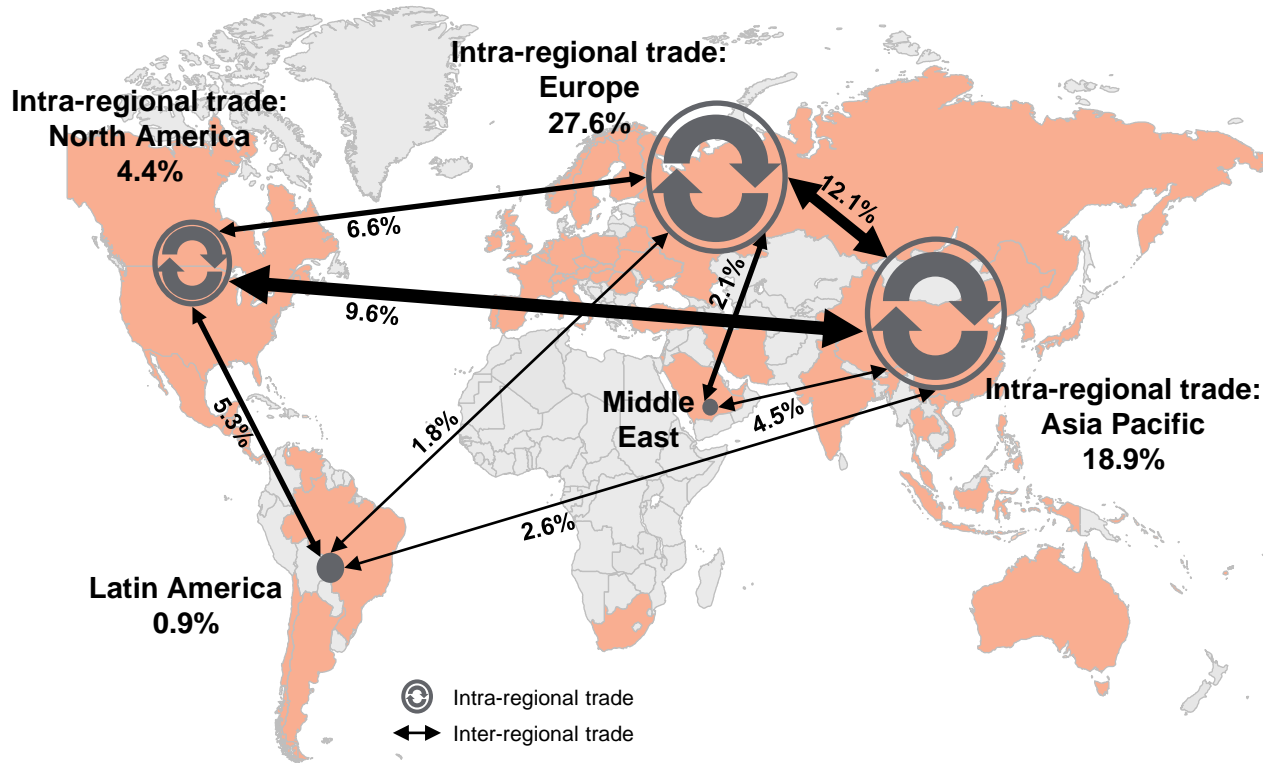 Intra-regional trade:
Europe
27.6%
Intra-regional trade:
North America
4.4%
12.1%
6.6%
2.1%
9.6%
Intra-regional trade:
Asia Pacific
18.9%
Middle
East
4.5%
5.3%
1.8%
2.6%
Latin America
0.9%
Intra-regional trade
Inter-regional trade